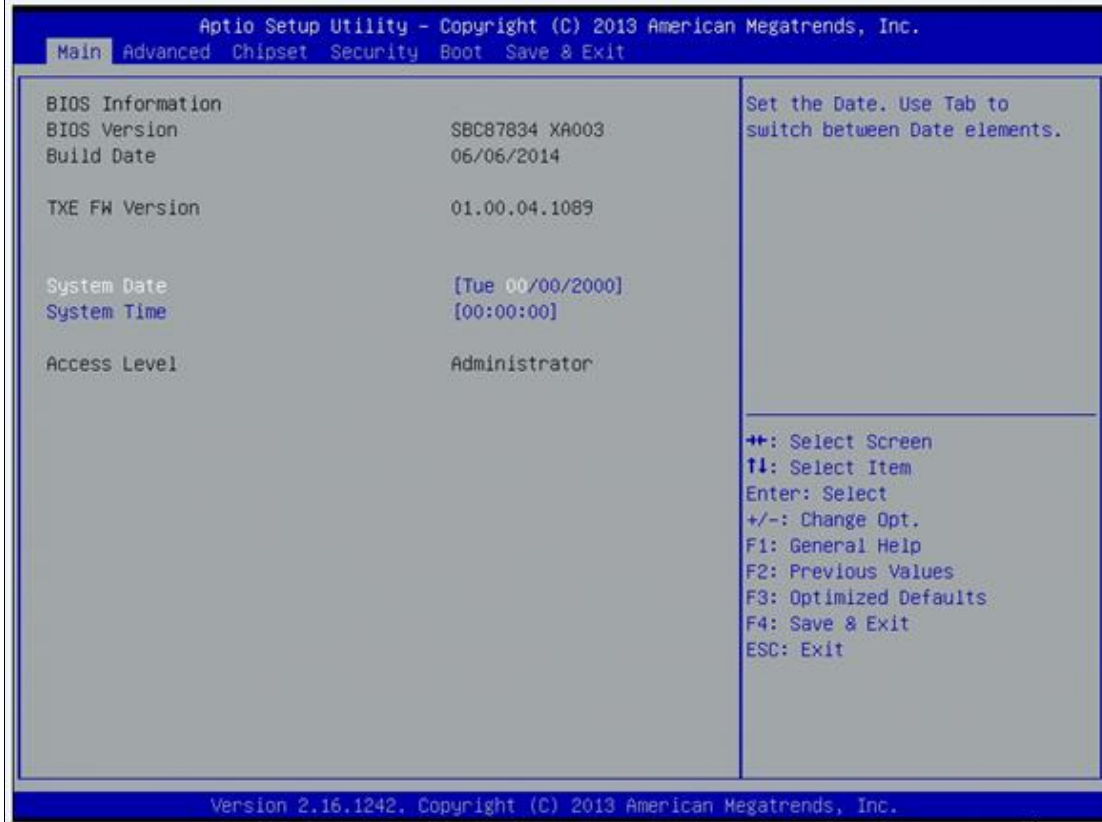 Aptio Setup Utility – Copyright (C) 2013 American Megatrends, Inc.
Main Advanced Chipset Security Boot Save & Exit
BIOS Information
BIOS Version SBC87834 XA003
Build Date 06/06/2014
TXE FW Version 01.00.04.1089
System Date [Tue 00/00/2000]
System Time [00:00:00]
Access Level Administrator
Set the Date. Use Tab to
switch between Date elements.
→←: Select Screen
↑↓: Select Item
Enter: Select
+/-: Change Opt.
F1: General Help
F2: Previous Values
F3: Optimized Defaults
F4: Save & Exit
ESC: Exit
Version 2.16.1242. Copyright (C) 2013 American Megatrends, Inc.